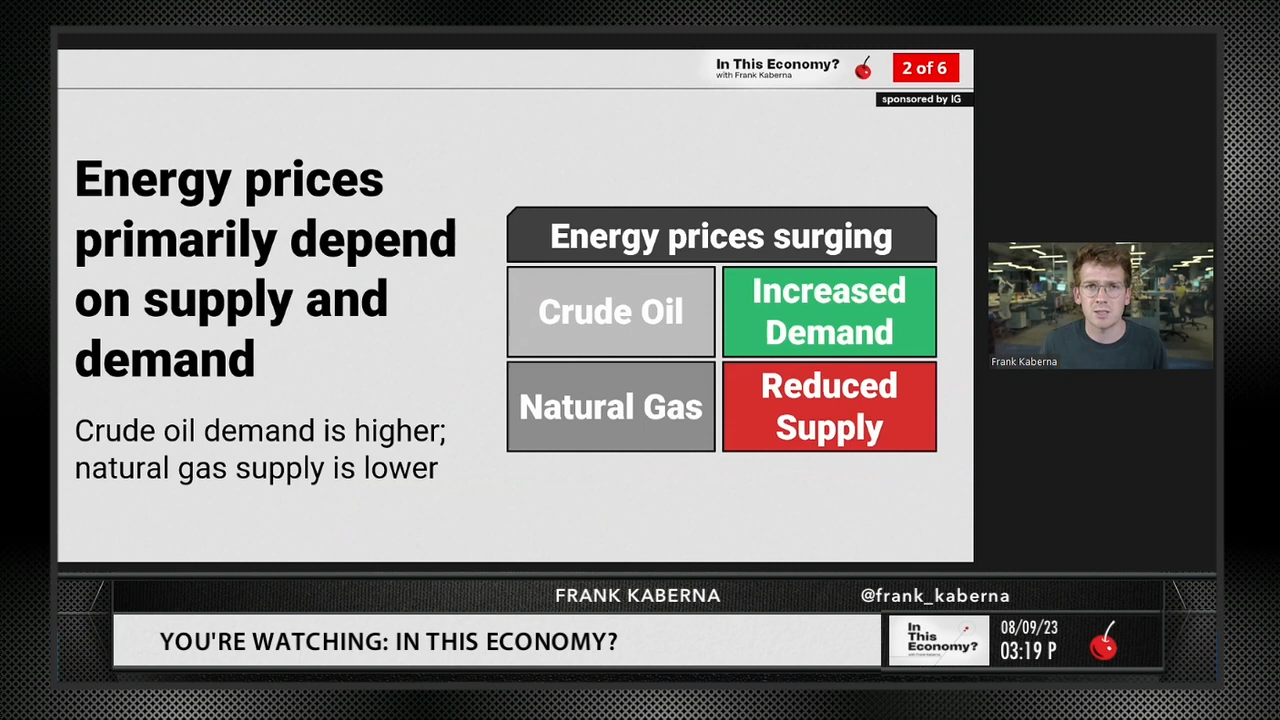 In This Economy?
with Frank Kaberna
2 of 6
sponsored by IG
Energy prices
primarily depend
on supply and
demand
Crude oil demand is higher;
natural gas supply is lower
Energy prices surging
Crude Oil
Increased
Demand
Natural Gas
Reduced
Supply
Frank Kaberna
FRANK KABERNA
@frank_kaberna
YOU'RE WATCHING: IN THIS ECONOMY?
In
This
Economy?
with Frank Kaberna
08/09/23
03:19 P